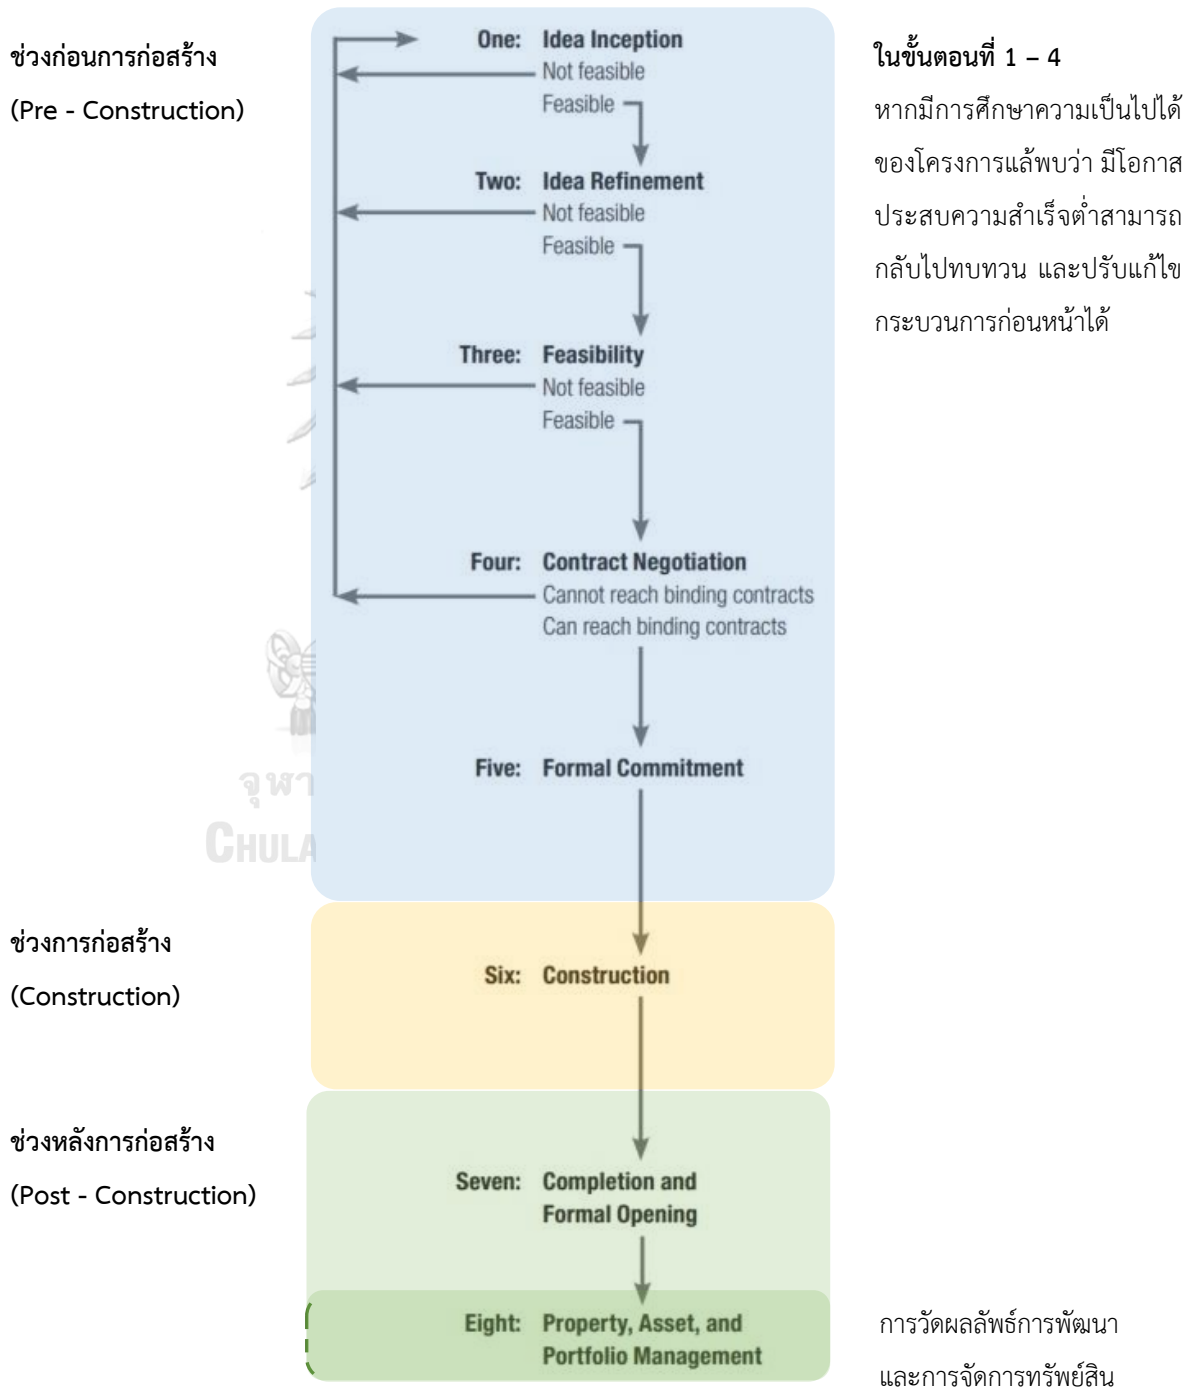 ช่วงก่อนการก่อสร้าง
(Pre - Construction)
One: Idea Inception
Not feasible
Feasible
Two: Idea Refinement
Not feasible
Feasible
Three: Feasibility
Not feasible
Feasible
Four: Contract Negotiation
Cannot reach binding contracts
Can reach binding contracts
Five: Formal Commitment
ในขั้นตอนที่ 1 – 4
หากมีการศึกษาความเป็นไปได้
ของโครงการแล้วพบว่า มีโอกาส
ประสบความสำเร็จต่ำสามารถ
กลับไปทบทวน และปรับแก้ไข
กระบวนการก่อนหน้าได้
จุฬา
CHULA
ช่วงการก่อสร้าง
(Construction)
Six: Construction
ช่วงหลังการก่อสร้าง
(Post - Construction)
Seven: Completion and
Formal Opening
Eight: Property, Asset, and
Portfolio Management
การวัดผลลัพธ์การพัฒนา
และการจัดการทรัพย์สิน